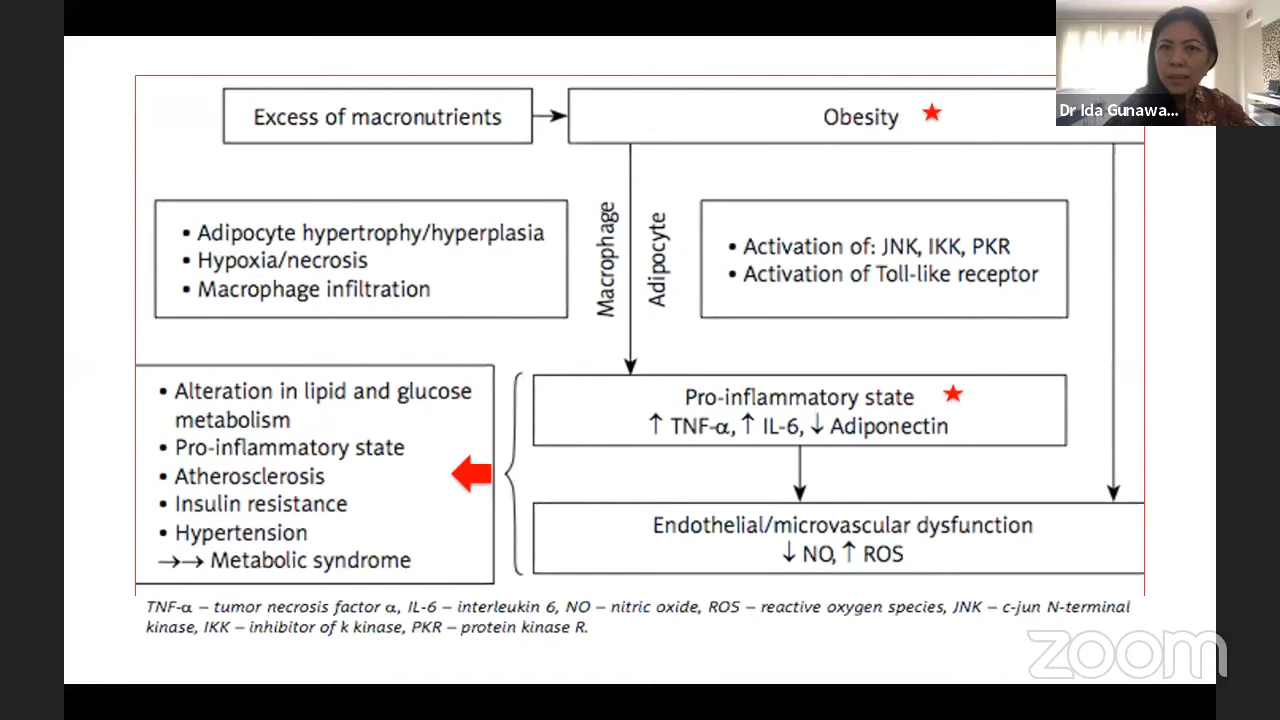 Dr Ida Gunawa...
Excess of macronutrients
Obesity
• Adipocyte hypertrophy/hyperplasia
• Hypoxia/necrosis
• Macrophage infiltration
Macrophage
Adipocyte
• Activation of: JNK, IKK, PKR
• Activation of Toll-like receptor
• Alteration in lipid and glucose
metabolism
• Pro-inflammatory state
• Atherosclerosis
• Insulin resistance
• Hypertension
→→ Metabolic syndrome
Pro-inflammatory state
↑ TNF-α, ↑ IL-6, ↓ Adiponectin
Endothelial/microvascular dysfunction
↓ NO, ↑ ROS
TNF-α – tumor necrosis factor α, IL-6 – interleukin 6, NO – nitric oxide, ROS – reactive oxygen species, JNK – c-jun N-terminal
kinase, IKK – inhibitor of k kinase, PKR – protein kinase R.
zoom